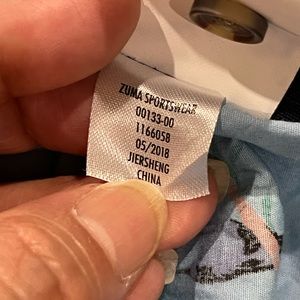 ZUMA SPORTSWEAR
00133-00
1166058
05/2018
JIERSHENG
CHINA